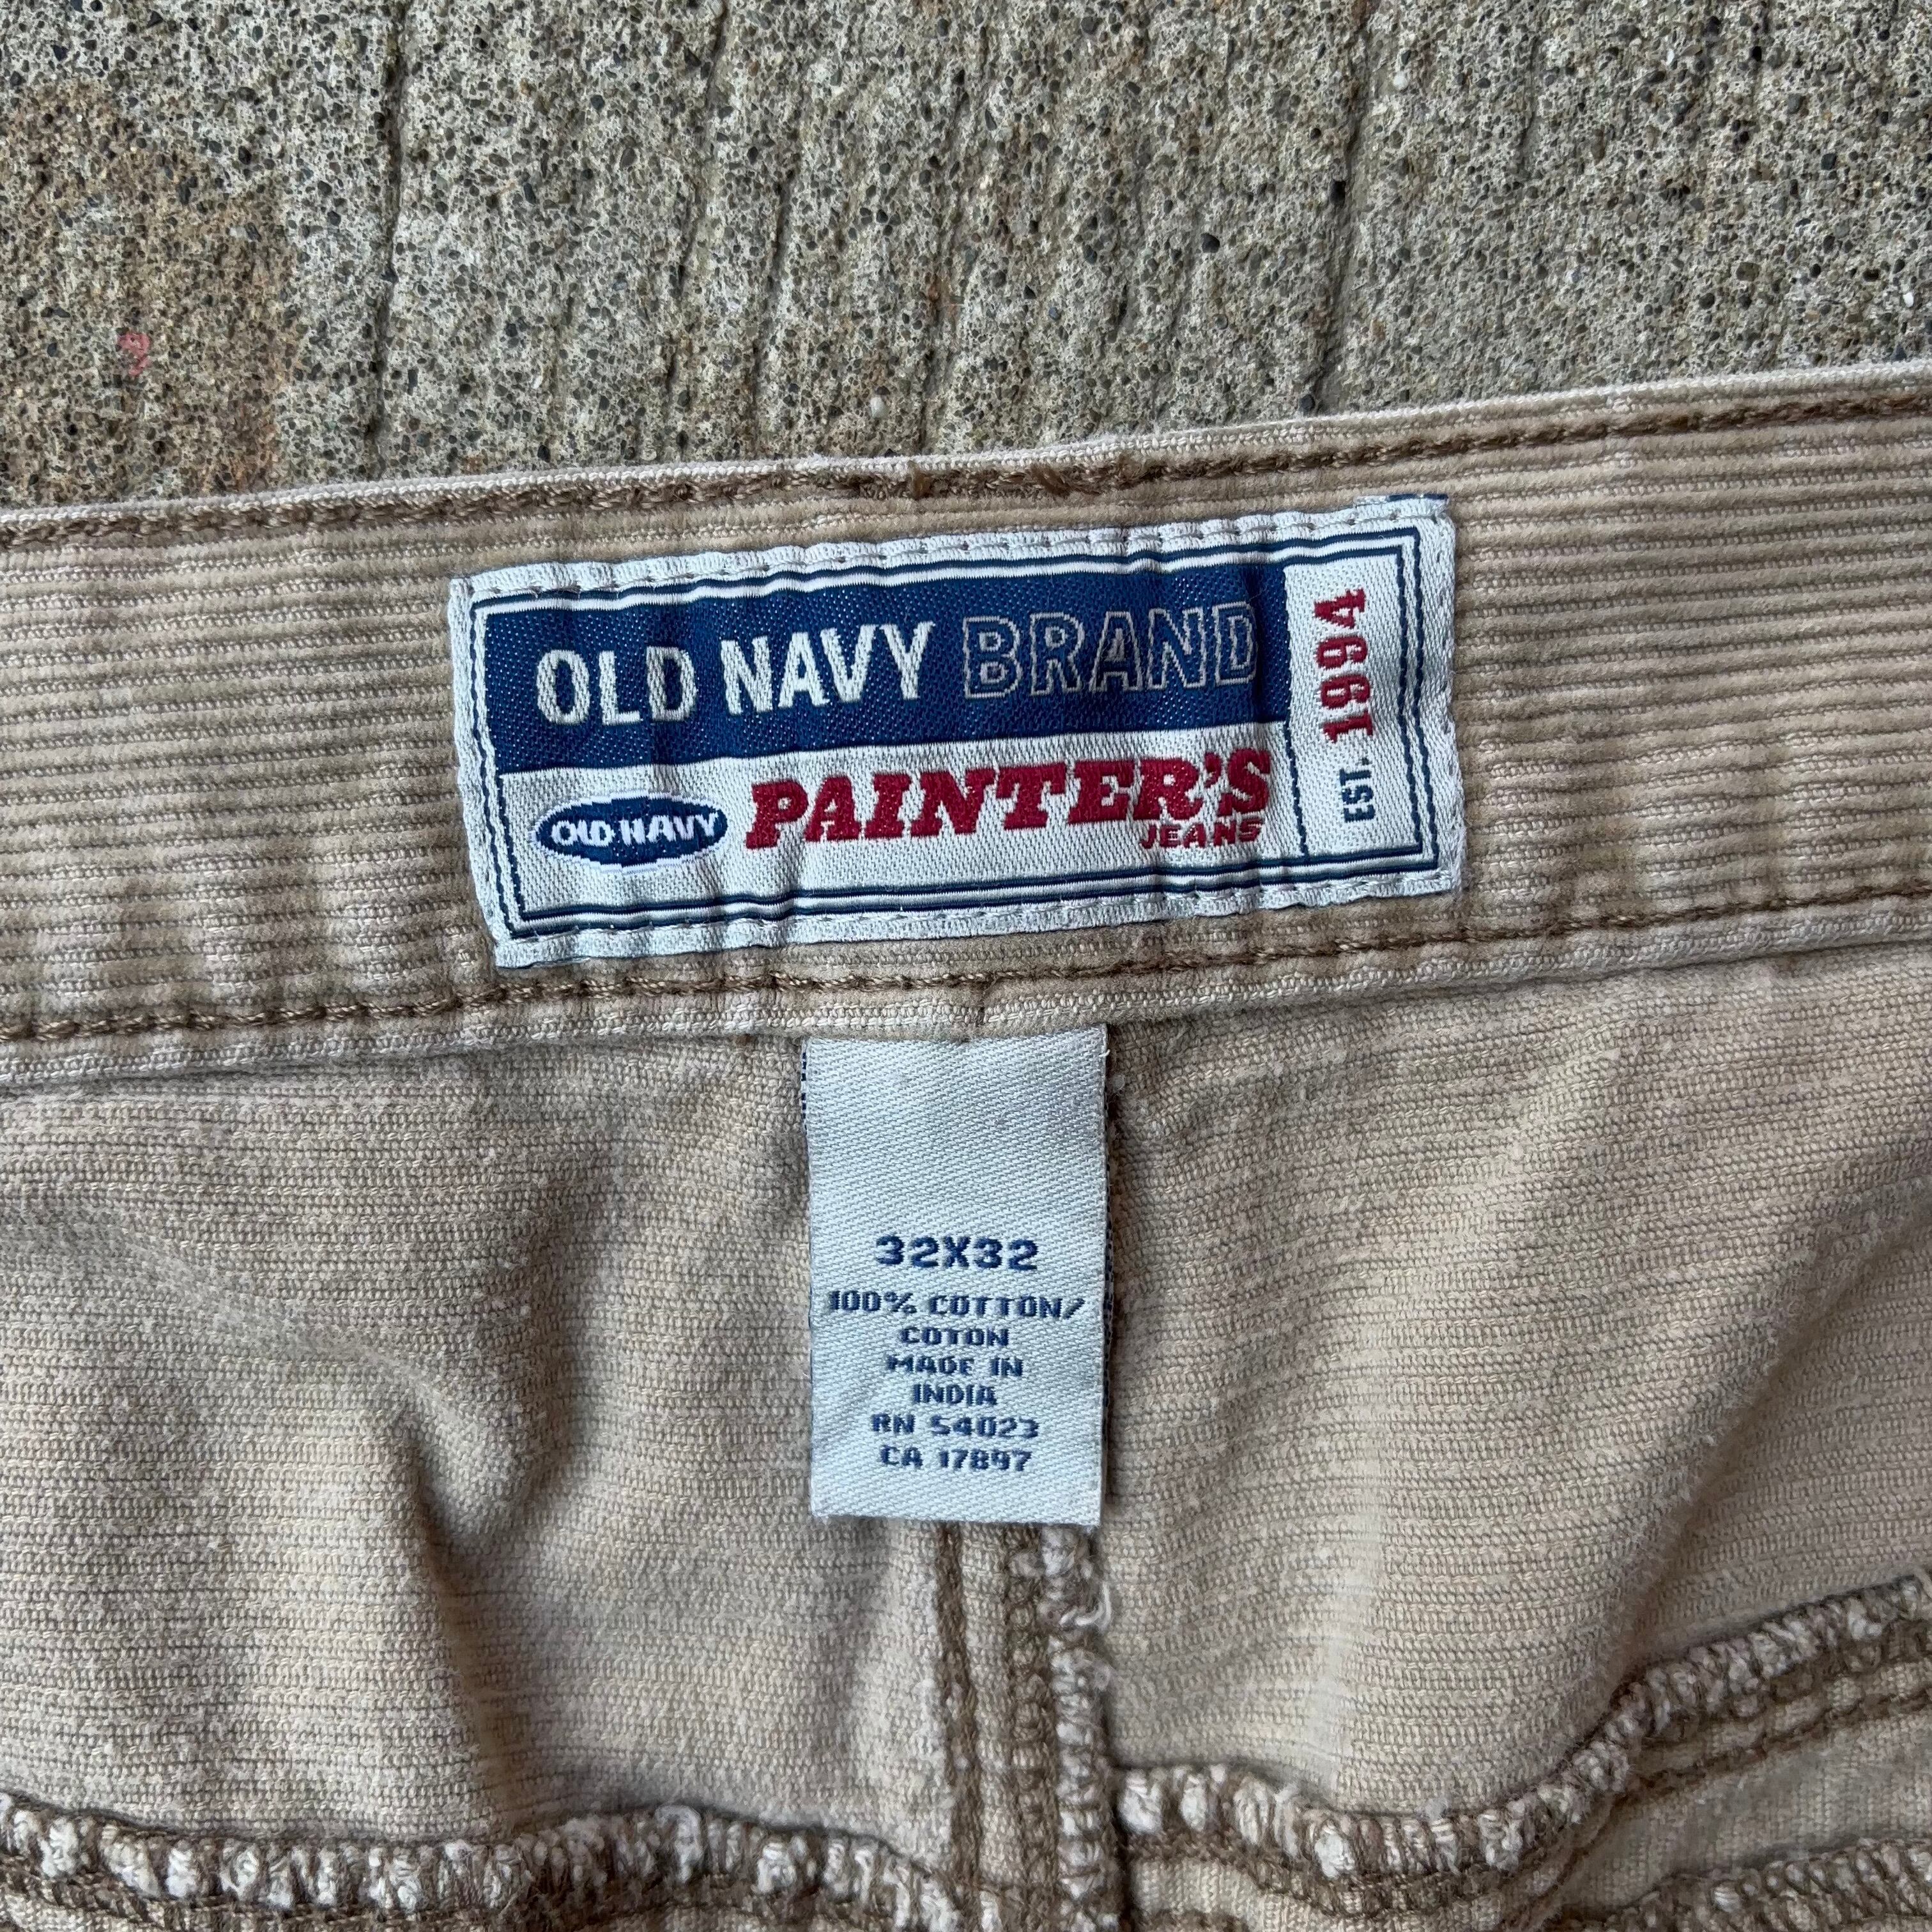 OLD NAVY BRAND
OLD NAVY
PAINTER'S
JEANS
EST. 1994
32X32
100% COTTON/
COTON
MADE IN
INDIA
RN 54023
CA 17897